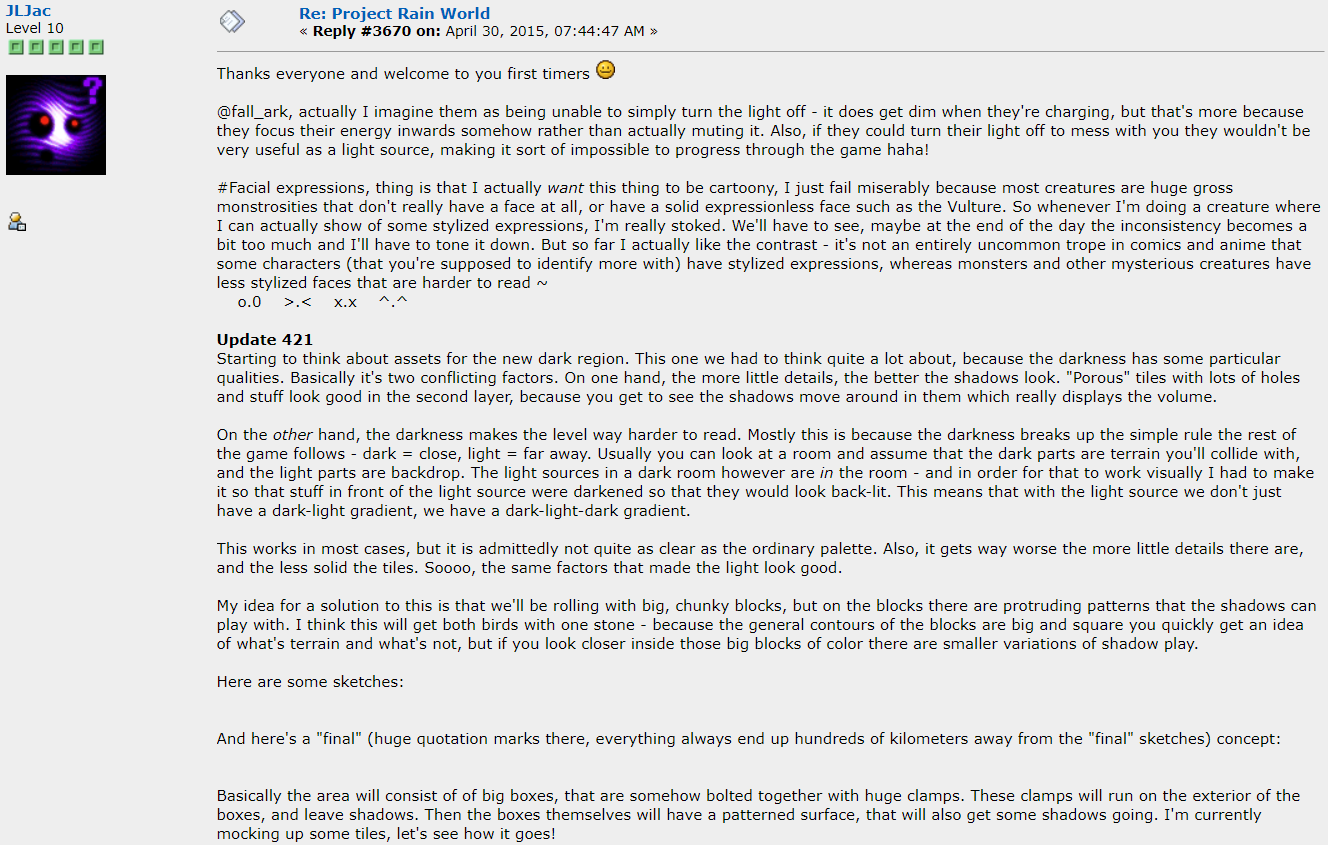 JLJac
Level 10
?
Re: Project Rain World
« Reply #3670 on: April 30, 2015, 07:44:47 AM »
Thanks everyone and welcome to you first timers
@fall_ark, actually I imagine them as being unable to simply turn the light off - it does get dim when they're charging, but that's more because
they focus their energy inwards somehow rather than actually muting it. Also, if they could turn their light off to mess with you they wouldn't be
very useful as a light source, making it sort of impossible to progress through the game haha!
#Facial expressions, thing is that I actually want this thing to be cartoony, I just fail miserably because most creatures are huge gross
monstrosities that don't really have a face at all, or have a solid expressionless face such as the Vulture. So whenever I'm doing a creature where
I can actually show of some stylized expressions, I'm really stoked. We'll have to see, maybe at the end of the day the inconsistency becomes a
bit too much and I'll have to tone it down. But so far I actually like the contrast - it's not an entirely uncommon trope in comics and anime that
some characters (that you're supposed to identify more with) have stylized expressions, whereas monsters and other mysterious creatures have
less stylized faces that are harder to read ~
o.0 >.< x.x ^.^
Update 421
Starting to think about assets for the new dark region. This one we had to think quite a lot about, because the darkness has some particular
qualities. Basically it's two conflicting factors. On one hand, the more little details, the better the shadows look. "Porous" tiles with lots of holes
and stuff look good in the second layer, because you get to see the shadows move around in them which really displays the volume.
On the other hand, the darkness makes the level way harder to read. Mostly this is because the darkness breaks up the simple rule the rest of
the game follows - dark = close, light = far away. Usually you can look at a room and assume that the dark parts are terrain you'll collide with,
and the light parts are backdrop. The light sources in a dark room however are in the room - and in order for that to work visually I had to make
it so that stuff in front of the light source were darkened so that they would look back-lit. This means that with the light source we don't just
have a dark-light gradient, we have a dark-light-dark gradient.
This works in most cases, but it is admittedly not quite as clear as the ordinary palette. Also, it gets way worse the more little details there are,
and the less solid the tiles. Soooo, the same factors that made the light look good.
My idea for a solution to this is that we'll be rolling with big, chunky blocks, but on the blocks there are protruding patterns that the shadows can
play with. I think this will get both birds with one stone - because the general contours of the blocks are big and square you quickly get an idea
of what's terrain and what's not, but if you look closer inside those big blocks of color there are smaller variations of shadow play.
Here are some sketches:
And here's a "final" (huge quotation marks there, everything always end up hundreds of kilometers away from the "final" sketches) concept:
Basically the area will consist of of big boxes, that are somehow bolted together with huge clamps. These clamps will run on the exterior of the
boxes, and leave shadows. Then the boxes themselves will have a patterned surface, that will also get some shadows going. I'm currently
mocking up some tiles, let's see how it goes!